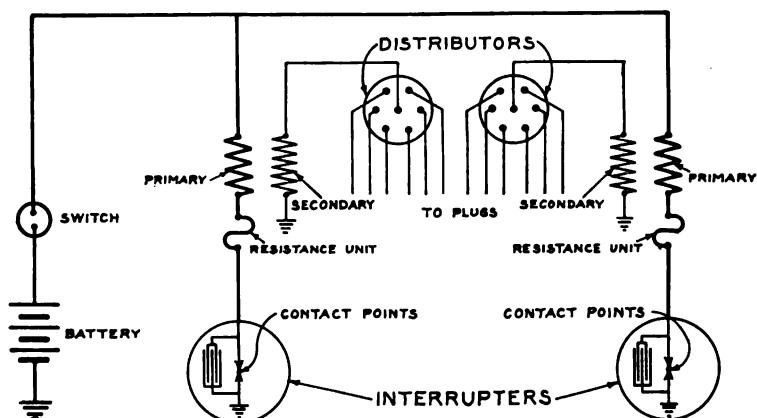 DISTRIBUTORS
PRIMARY
SECONDARY
TO PLUGS
SECONDARY
PRIMARY
SWITCH
RESISTANCE UNIT
RESISTANCE UNIT
BATTERY
CONTACT POINTS
CONTACT POINTS
INTERRUPTERS